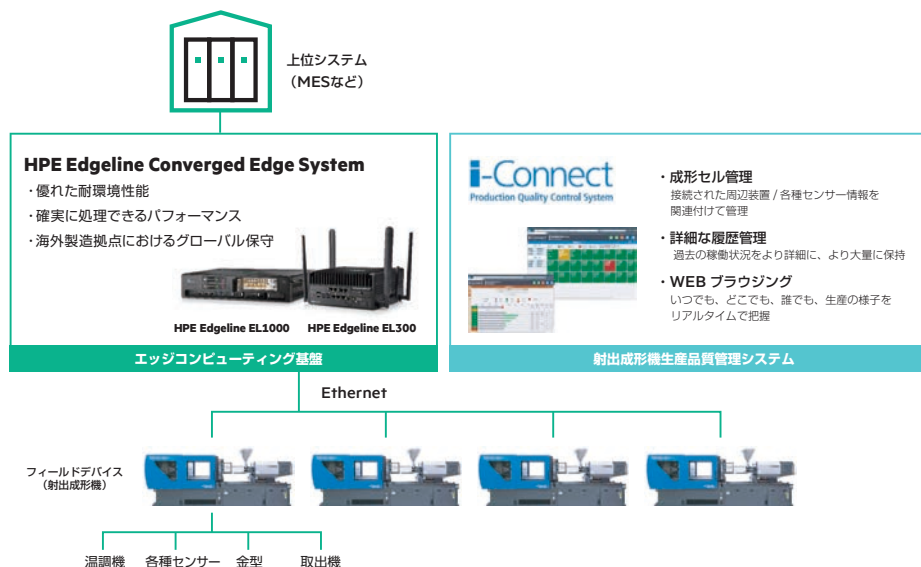 上位システム
（MESなど）
HPE Edgeline Converged Edge System
・優れた耐環境性能
・確実に処理できるパフォーマンス
・海外製造拠点におけるグローバル保守
HPE Edgeline EL1000
HPE Edgeline EL300
エッジコンピューティング基盤
i-Connect
Production Quality Control System
・成形セル管理
接続された周辺装置 / 各種センサー情報を
関連付けて管理
・詳細な履歴管理
過去の稼働状況をより詳細に、より大量に保持
・WEB ブラウジング
いつでも、どこでも、誰でも、生産の様子を
リアルタイムで把握
射出成形機生産品質管理システム
Ethernet
フィールドデバイス
（射出成形機）
温調機
各種センサー
金型
取出機